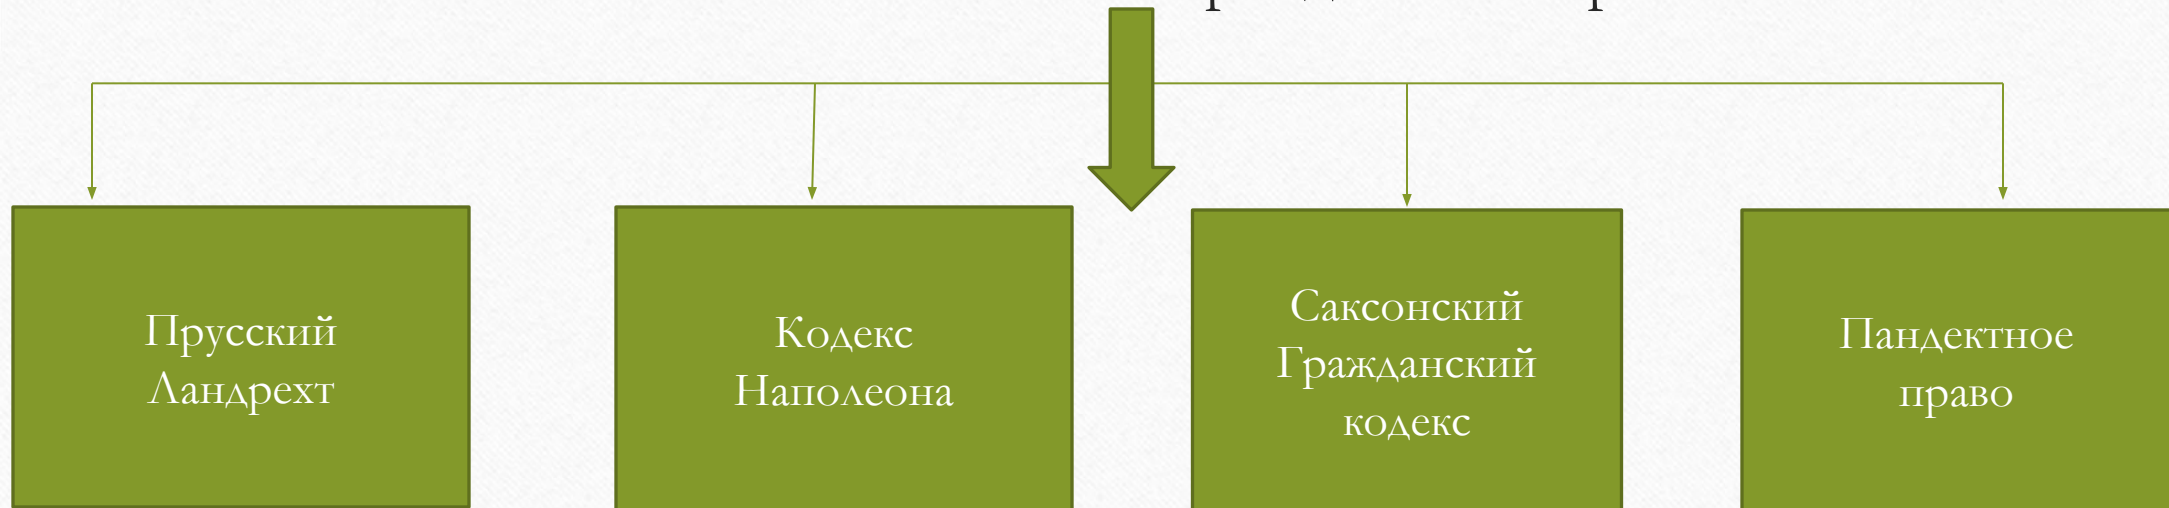 Прусский
Ландрехт
Кодекс
Наполеона
Саксонский
Гражданский
кодекс
Пандектное
право